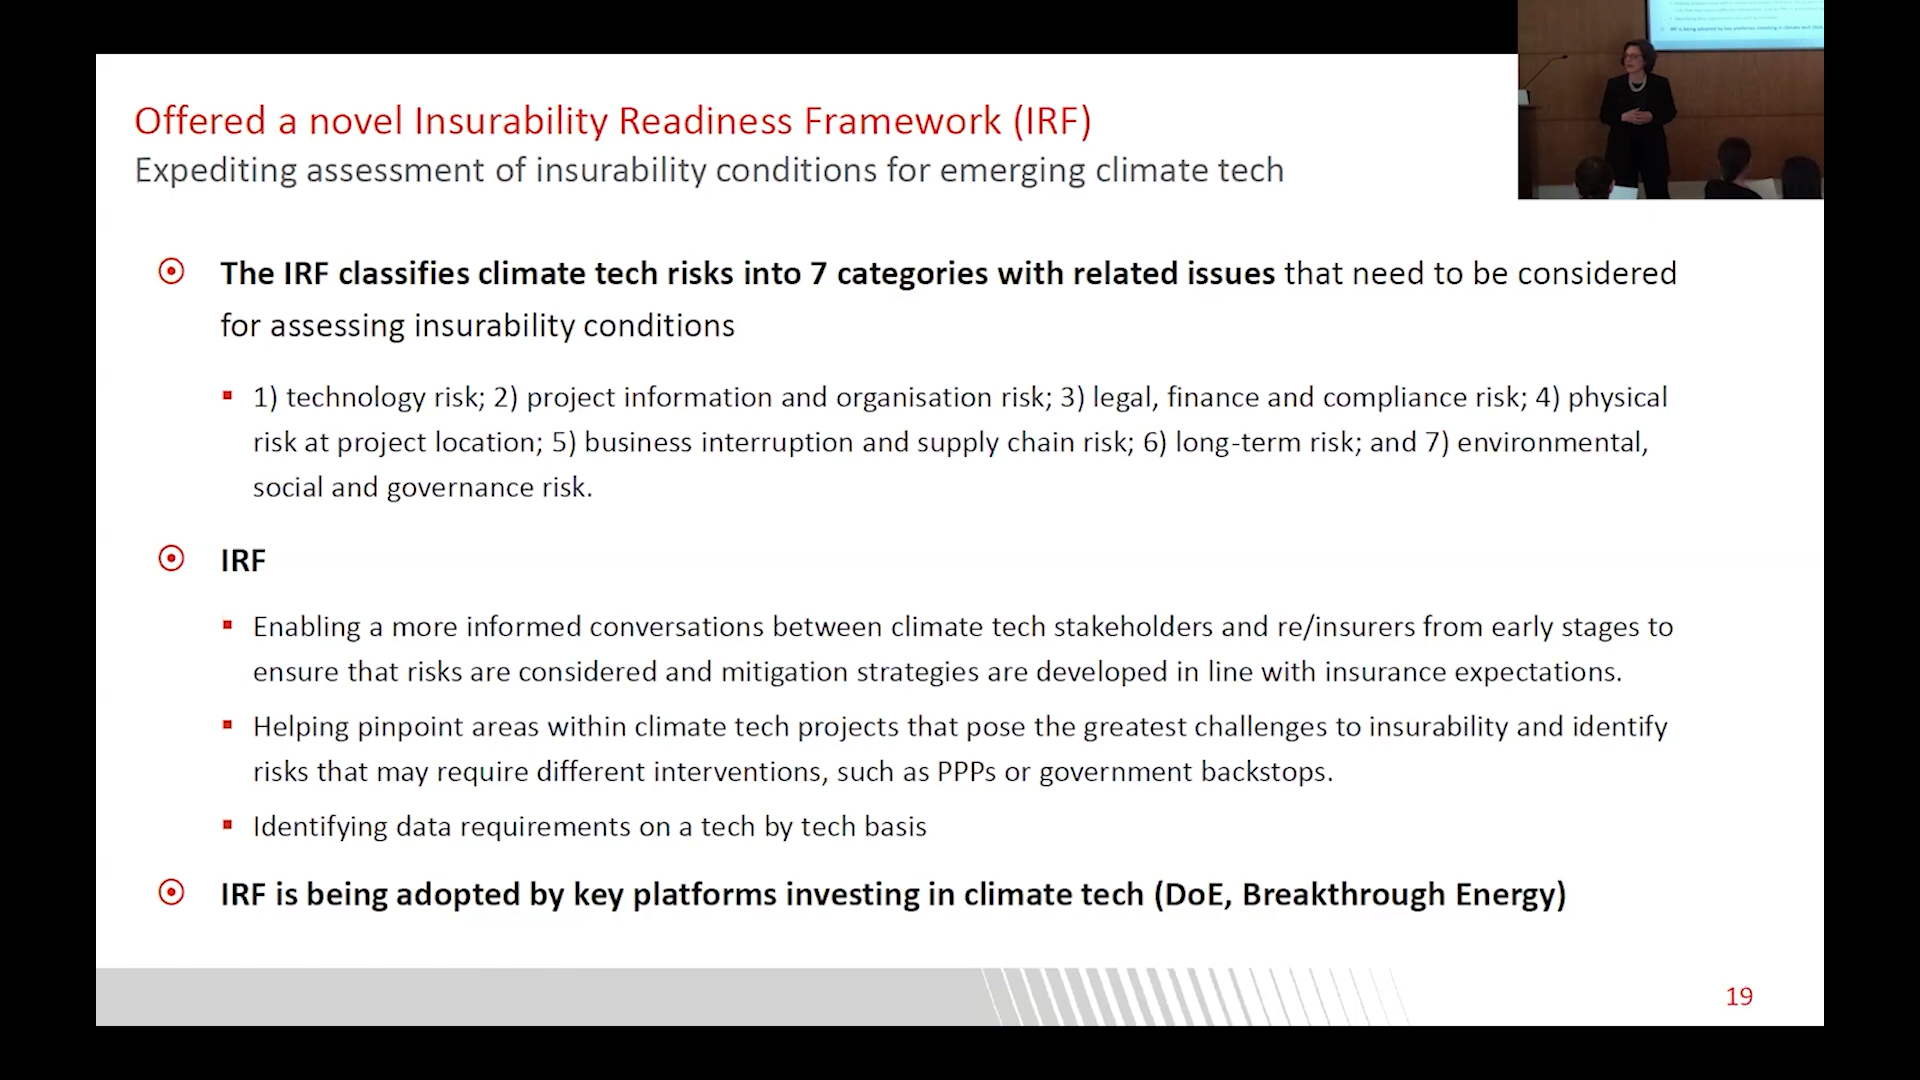 Offered a novel Insurability Readiness Framework (IRF)
Expediting assessment of insurability conditions for emerging climate tech
The IRF classifies climate tech risks into 7 categories with related issues that need to be considered
for assessing insurability conditions
1) technology risk; 2) project information and organisation risk; 3) legal, finance and compliance risk; 4) physical
risk at project location; 5) business interruption and supply chain risk; 6) long-term risk; and 7) environmental,
social and governance risk.
IRF
Enabling a more informed conversations between climate tech stakeholders and re/insurers from early stages to
ensure that risks are considered and mitigation strategies are developed in line with insurance expectations.
Helping pinpoint areas within climate tech projects that pose the greatest challenges to insurability and identify
risks that may require different interventions, such as PPPs or government backstops.
Identifying data requirements on a tech by tech basis
IRF is being adopted by key platforms investing in climate tech (DoE, Breakthrough Energy)
19